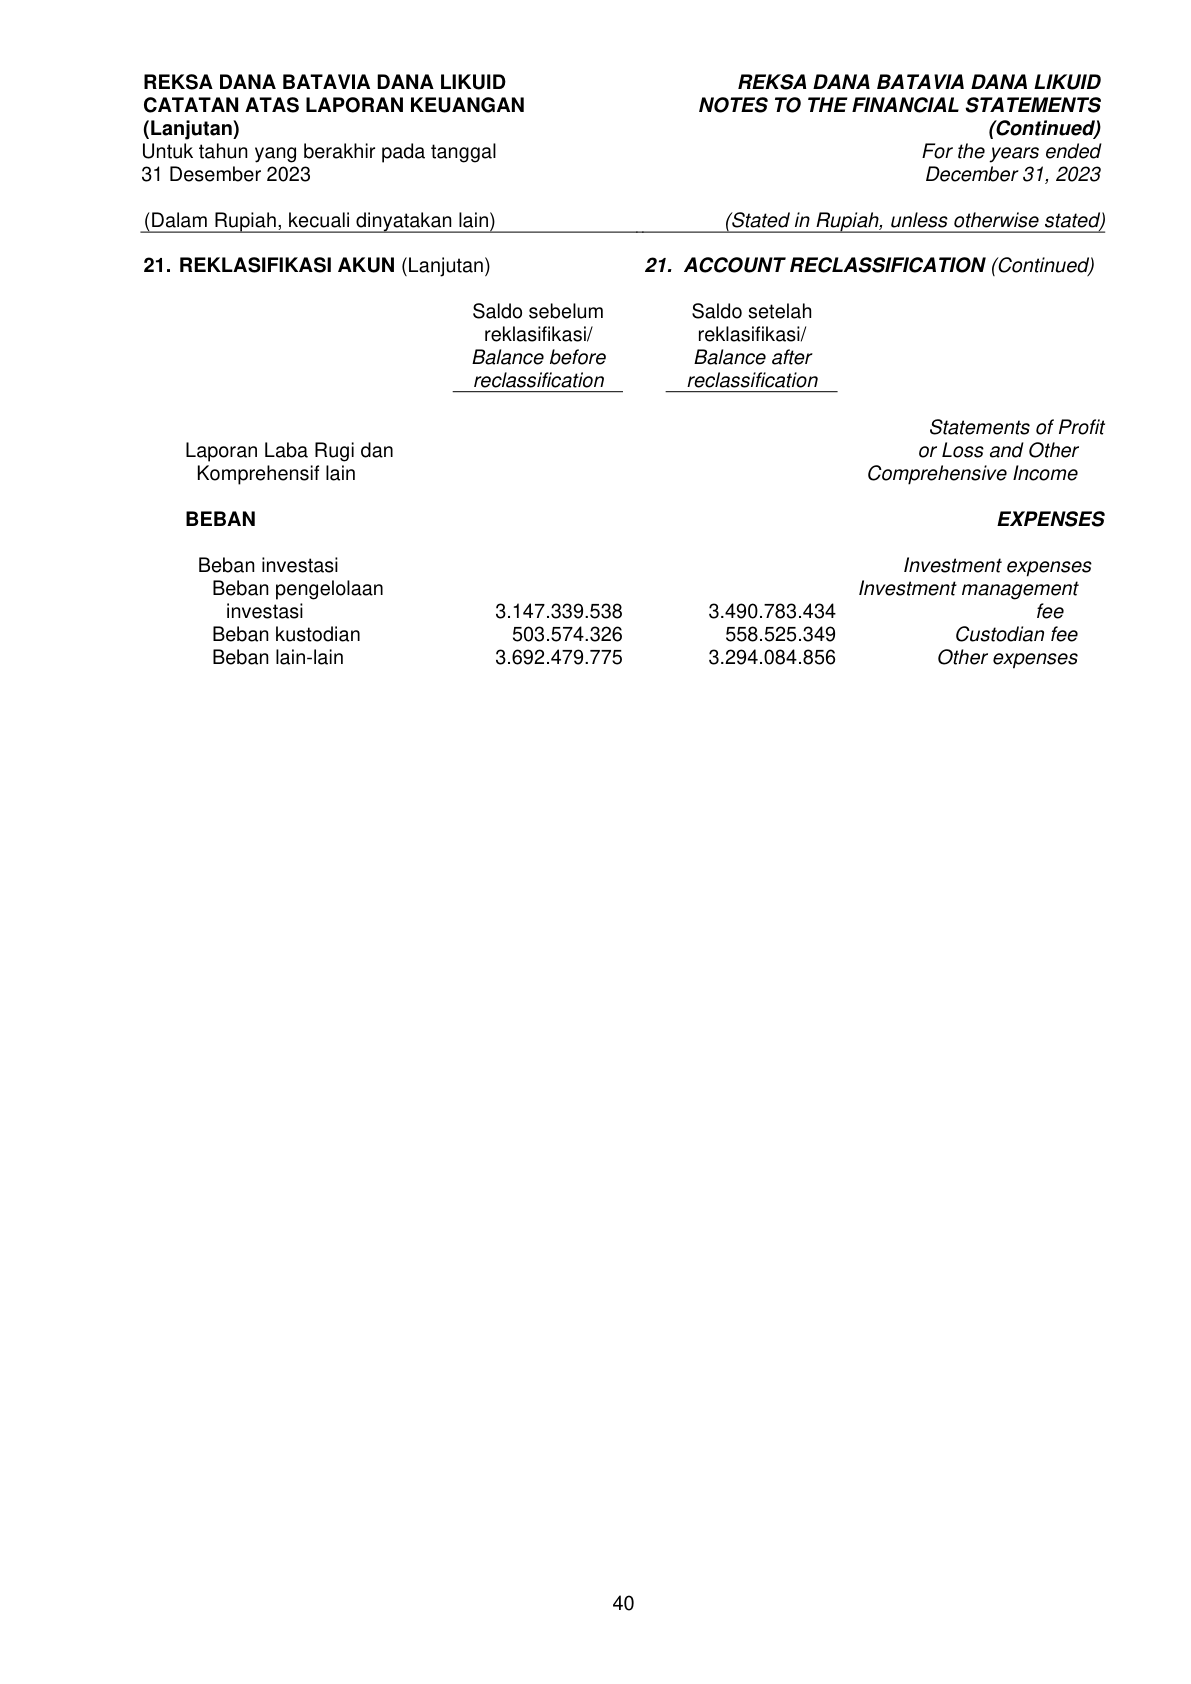 REKSA DANA BATAVIA DANA LIKUID
CATATAN ATAS LAPORAN KEUANGAN
(Lanjutan)
Untuk tahun yang berakhir pada tanggal
31 Desember 2023
(Dalam Rupiah, kecuali dinyatakan lain)
REKSA DANA BATAVIA DANA LIKUID
NOTES TO THE FINANCIAL STATEMENTS
(Continued)
For the years ended
December 31, 2023
(Stated in Rupiah, unless otherwise stated)
21. REKLASIFIKASI AKUN (Lanjutan)
21. ACCOUNT RECLASSIFICATION (Continued)
Saldo sebelum
reklasifikasi/
Balance before
reclassification
Saldo setelah
reklasifikasi/
Balance after
reclassification
Laporan Laba Rugi dan
Komprehensif lain
Statements of Profit
or Loss and Other
Comprehensive Income
BEBAN EXPENSES
Beban investasi Investment expenses
Beban pengelolaan Investment management
investasi 3.147.339.538 3.490.783.434 fee
Beban kustodian 503.574.326 558.525.349 Custodian fee
Beban lain-lain 3.692.479.775 3.294.084.856 Other expenses
40